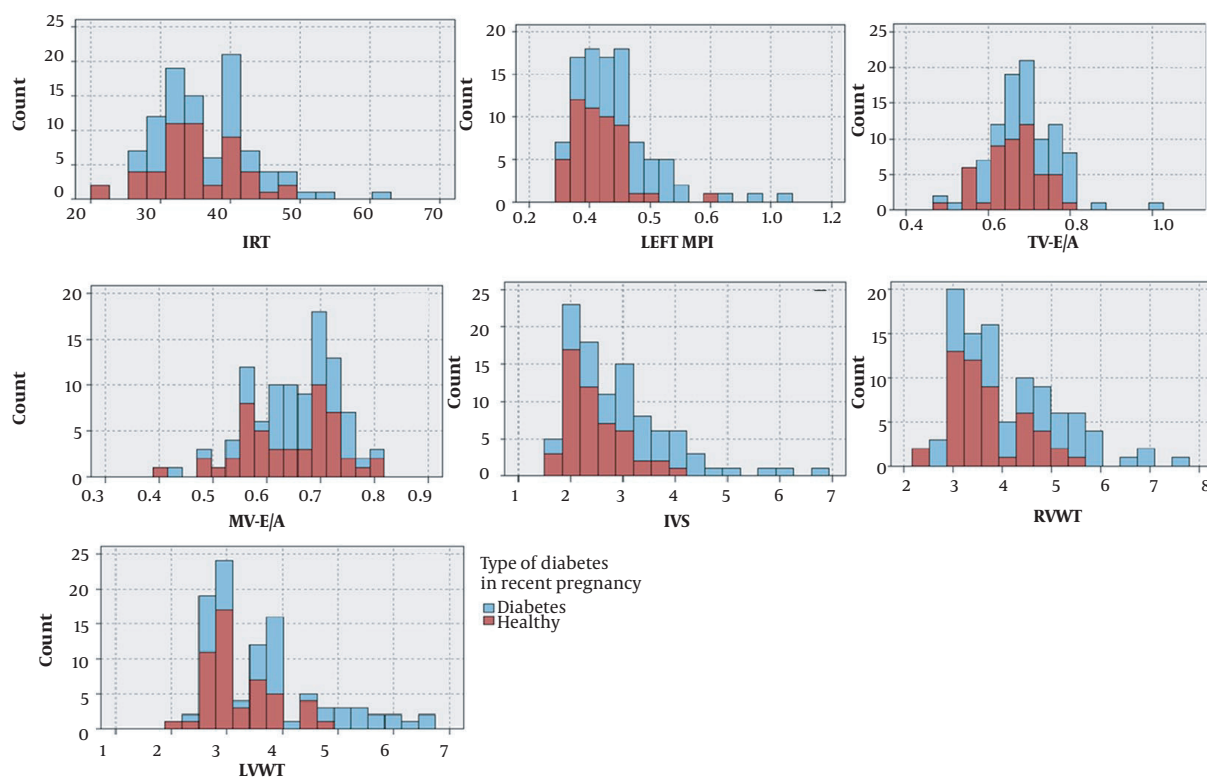 25
20
15
10
5
0
Count
20 30 40 50 60 70
IRT
20
15
10
5
0
Count
0.2 0.4 0.4 0.5 0.6 1.0 1.2
LEFT MPI
25
20
15
10
5
0
Count
0.4 0.6 0.8 1.0
TV-E/A
20
15
10
5
0
Count
0.3 0.4 0.5 0.6 0.7 0.8 0.9
MV-E/A
25
20
15
10
5
0
Count
1 2 3 4 5 6 7
IVS
20
15
10
5
0
Count
2 3 4 5 6 7 8
RVWT
25
20
15
10
5
0
Count
1 2 3 4 5 6 7
LVWT
Type of diabetes
in recent pregnancy
Diabetes
Healthy